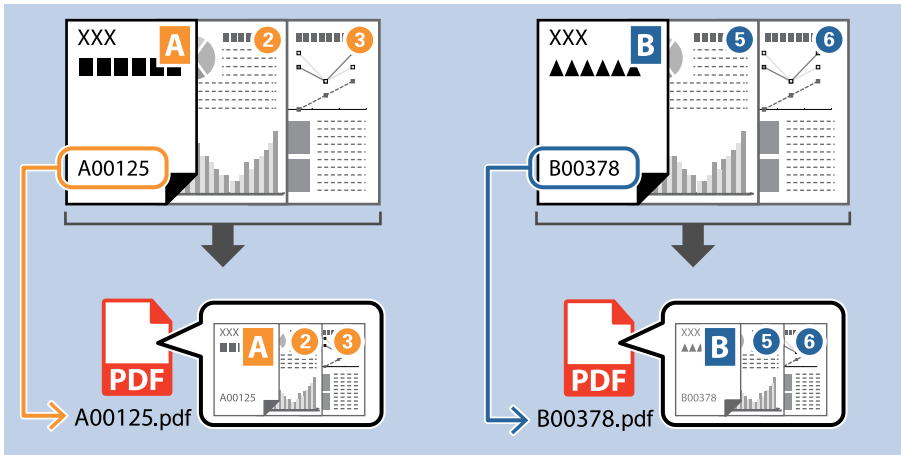 XXX
A
2
3
A00125
XXX
B
5
6
B00378
PDF
XXX
A
2
3
A00125
A00125.pdf
PDF
XXX
B
5
6
B00378
B00378.pdf